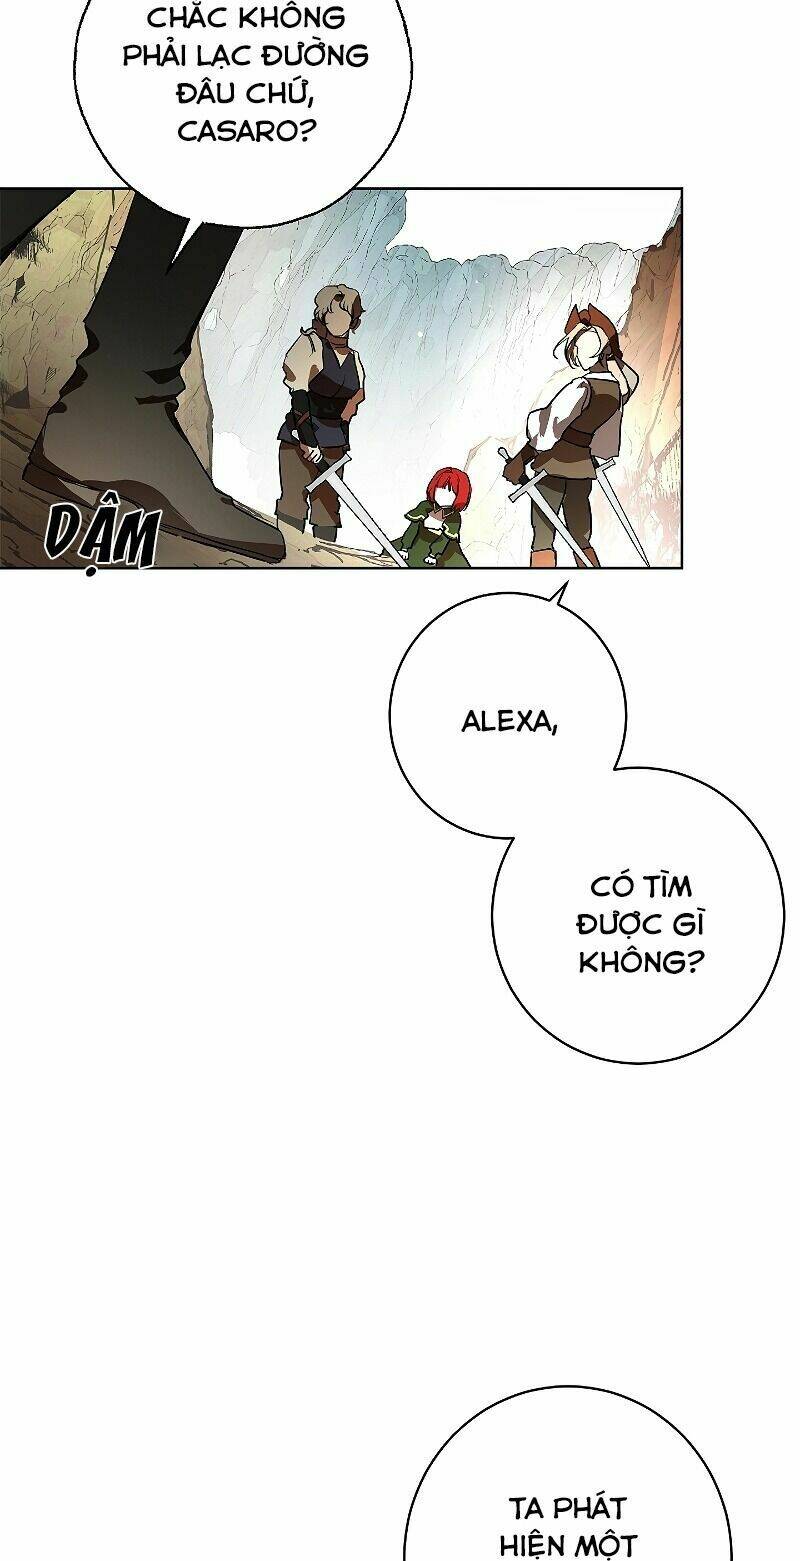 CHẮC KHÔNG
PHẢI LẠC ĐƯỜNG
ĐÂU CHỨ,
CASARO?
DẬM
ALEXA,
CÓ TÌM
ĐƯỢC GÌ
KHÔNG?
TA PHÁT
HIỆN MỘT